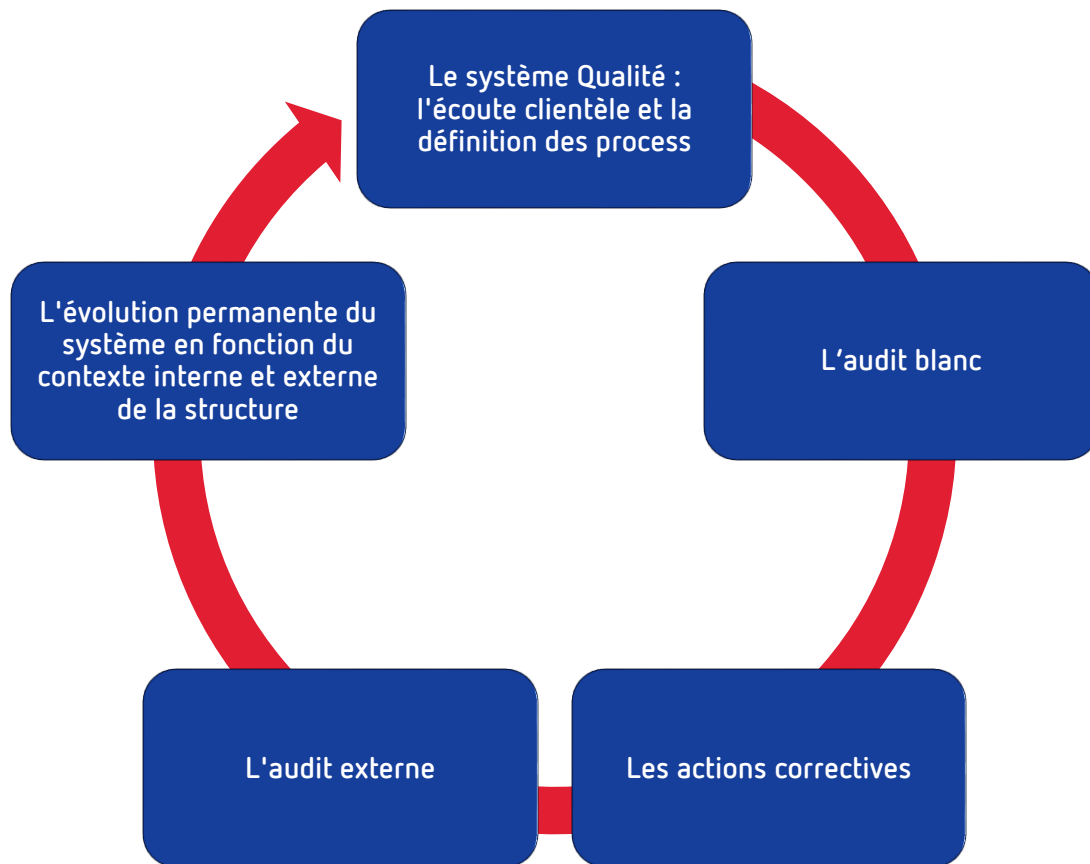 Le système Qualité :
l'écoute clientèle et la
définition des process
L'évolution permanente du
système en fonction du
contexte interne et externe
de la structure
L’audit blanc
L'audit externe
Les actions correctives